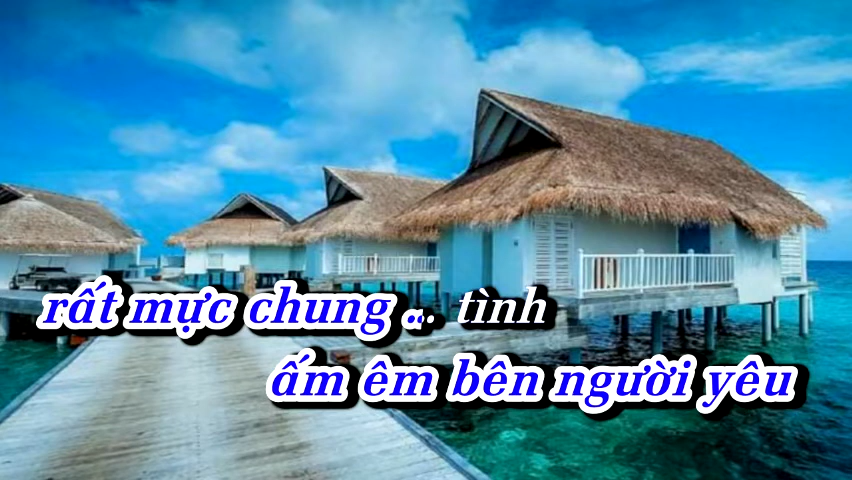 rất mực chung ... tình
ấm êm bên người yêu